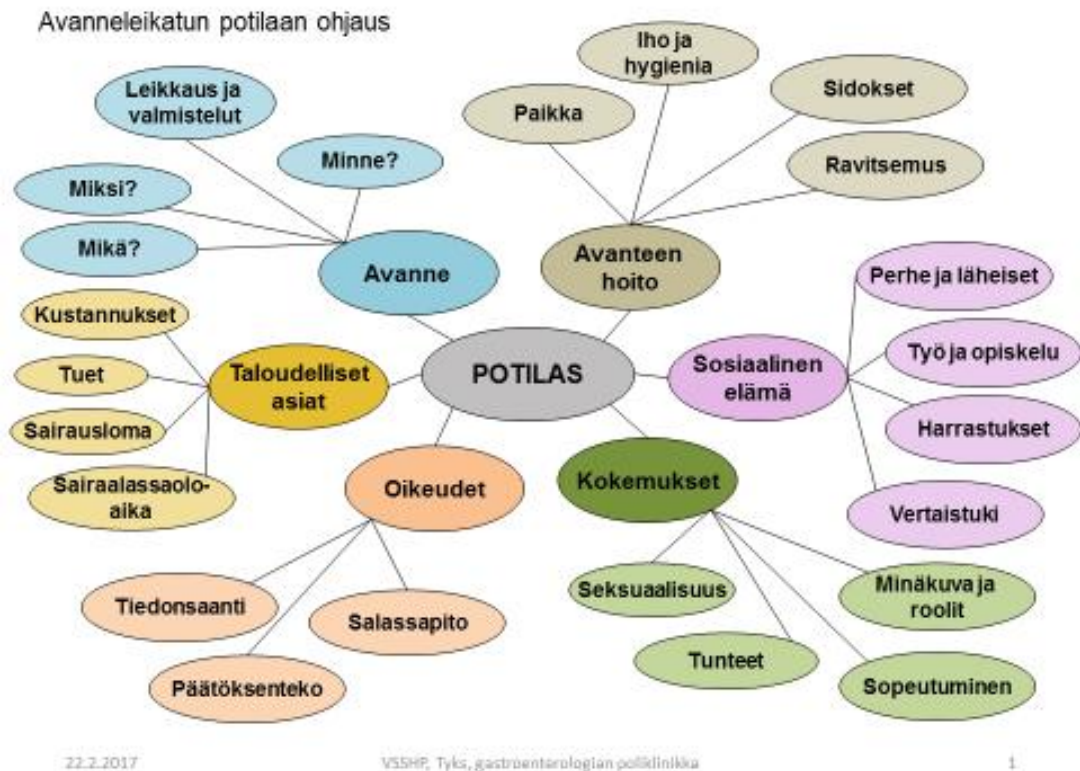 Avanneleikatun potilaan ohjaus
Leikkaus ja
valmistelut
Minne?
Miksi?
Mikä?
Avanne
Paikka
Iho ja
hygienia
Sidokset
Ravitsemus
Avanteen
hoito
Kustannukset
Tuet
Sairausloma
Sairaalassaolo-
aika
Taloudelliset
asiat
POTILAS
Sosiaalinen
elämä
Perhe ja läheiset
Työ ja opiskelu
Harrastukset
Vertaistuki
Oikeudet
Tiedonsaanti
Salassapito
Päätöksenteko
Kokemukset
Seksuaalisuus
Tunteet
Minäkuva ja
roolit
Sopeutuminen
22.2.2017
VSSHP, Tyks, gastroenterologian poliklinikka
1